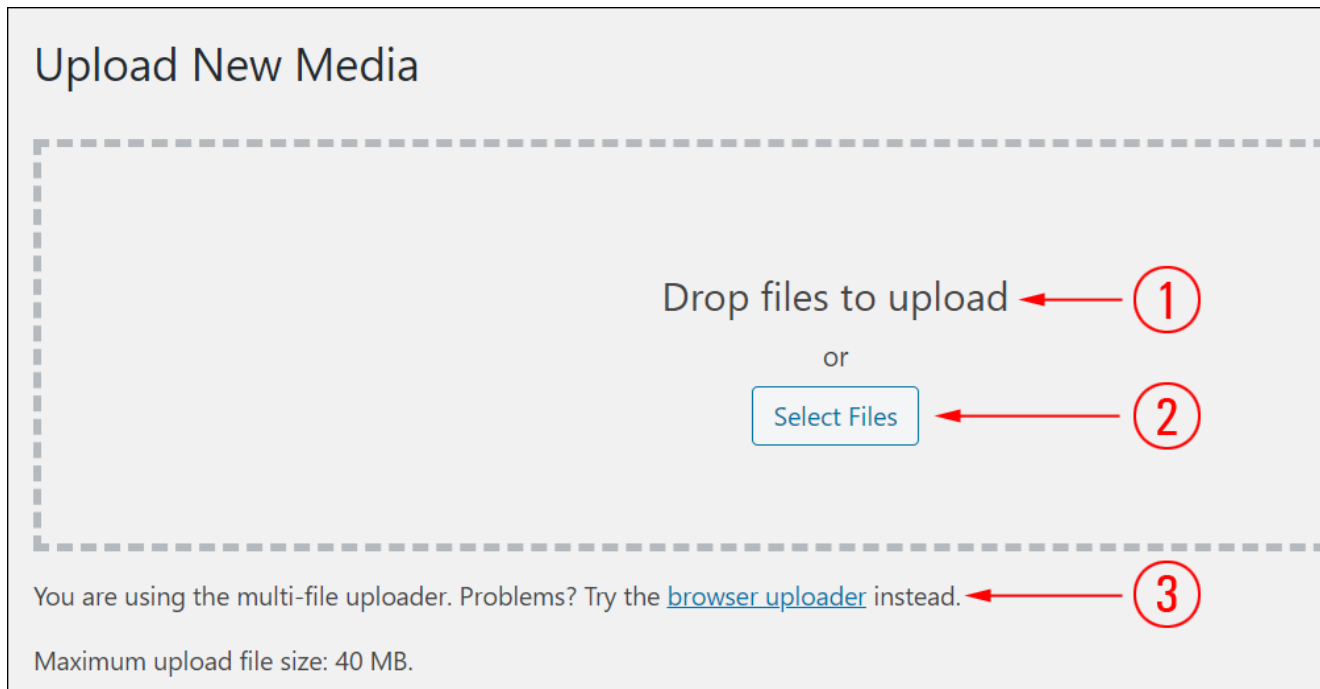 Upload New Media
Drop files to upload
1
or
Select Files
2
You are using the multi-file uploader. Problems? Try the browser uploader instead.
3
Maximum upload file size: 40 MB.